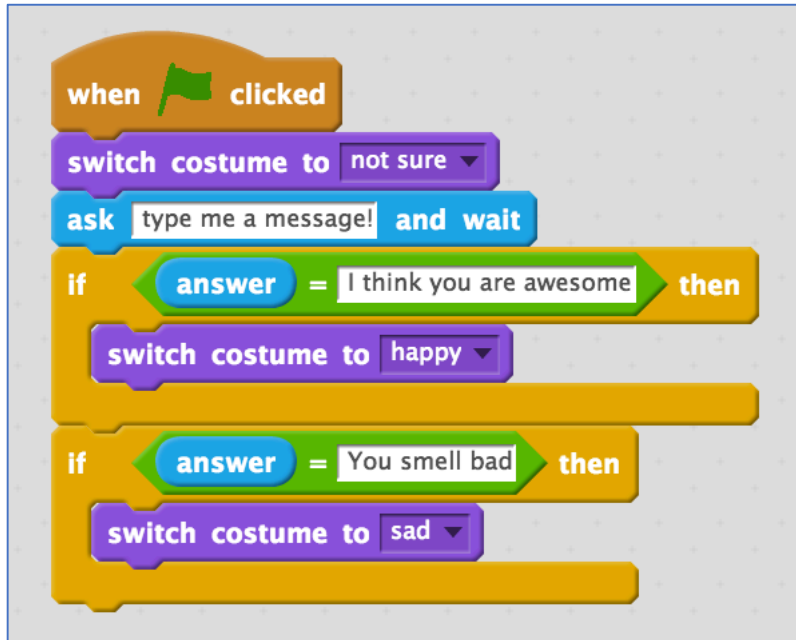 when clicked
switch costume to not sure
ask type me a message! and wait
if answer = I think you are awesome then
switch costume to happy
if answer = You smell bad then
switch costume to sad